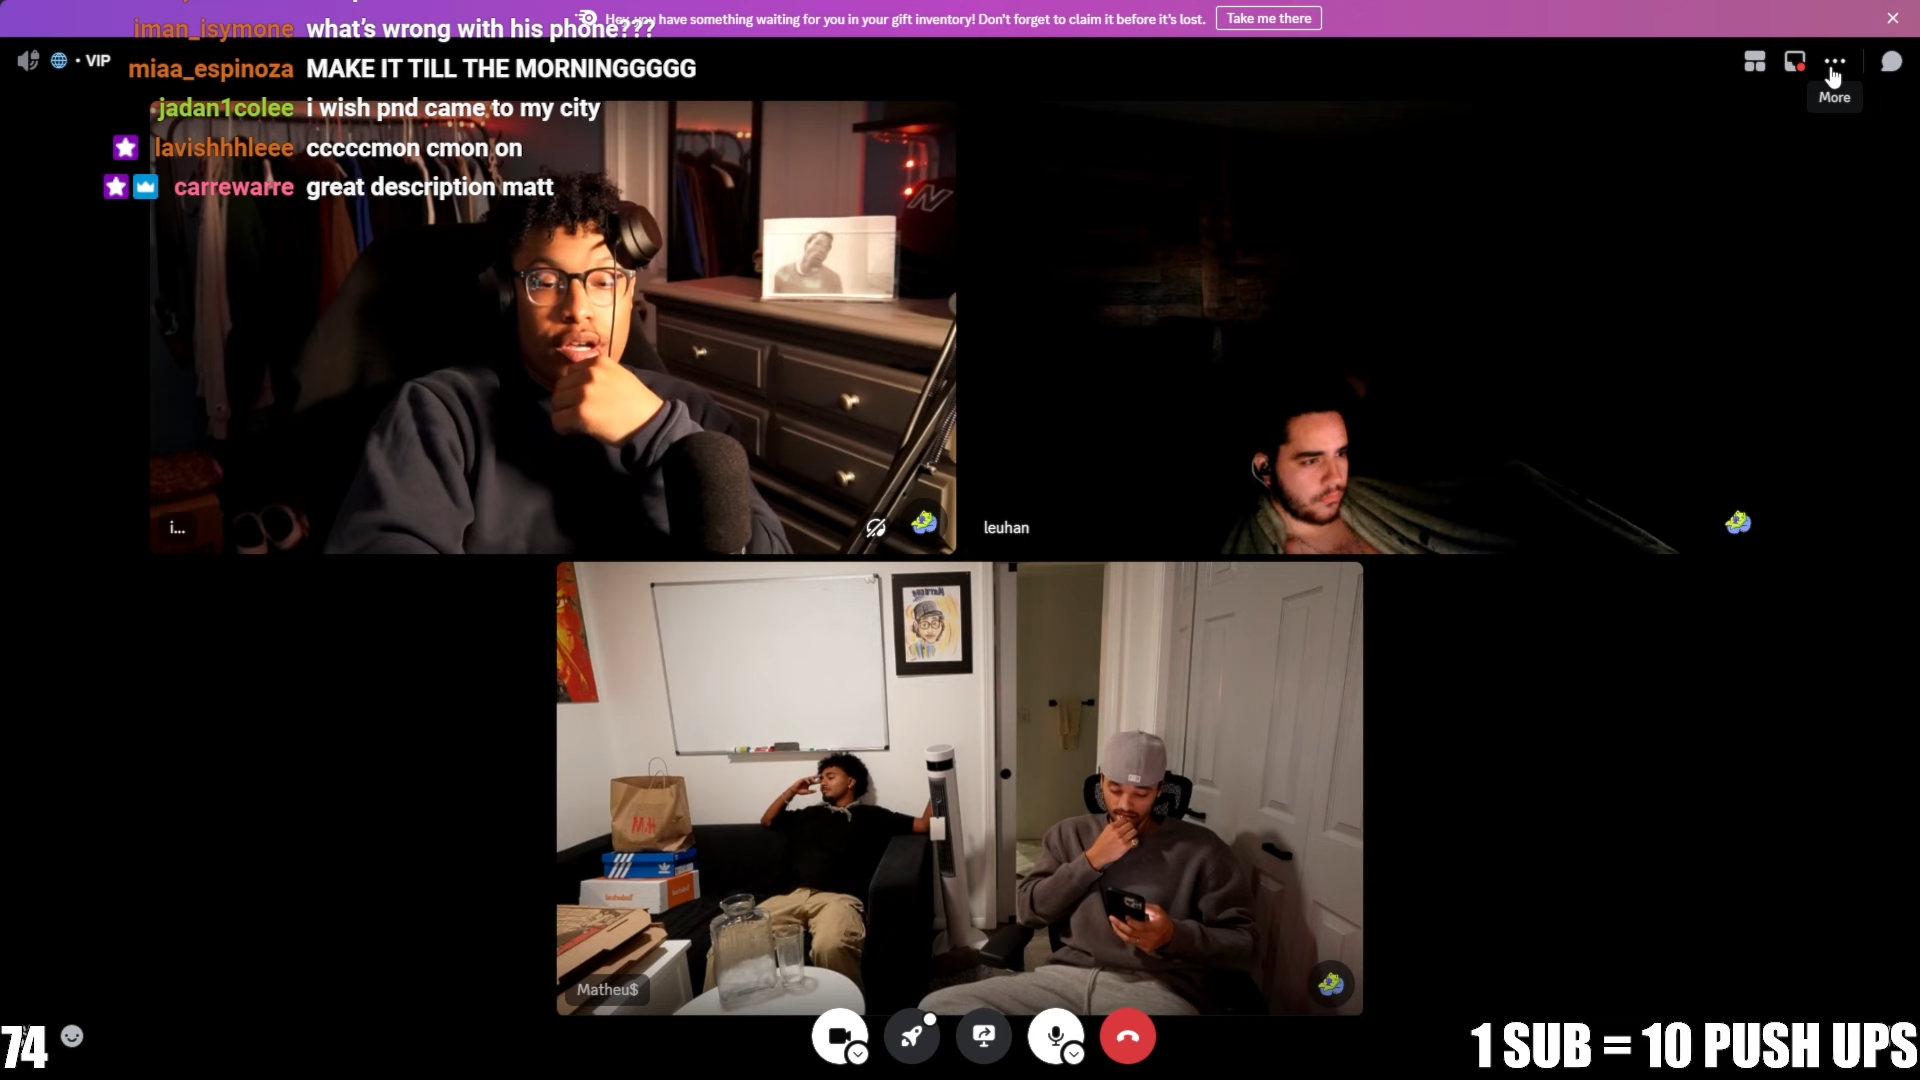 Hey, you have something waiting for you in your gift inventory! Don't forget to claim it before it's lost.
Take me there
iman_isymone what's wrong with his phone???
VIP
miaa_espinoza MAKE IT TILL THE MORNINGGGGG
More
jadan1colee i wish pnd came to my city
lavishhhleee cccccmon cmon on
carrewarre great description matt
N
i...
leuhan
H&M
Matheu$
74
1 SUB = 10 PUSH UPS